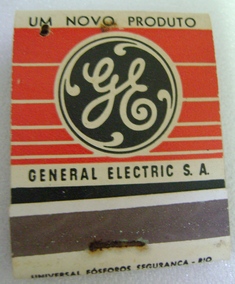 UM NOVO PRODUTO
GE
GENERAL ELECTRIC S. A.
UNIVERSAL FÓSFOROS SEGURANÇA - RIO